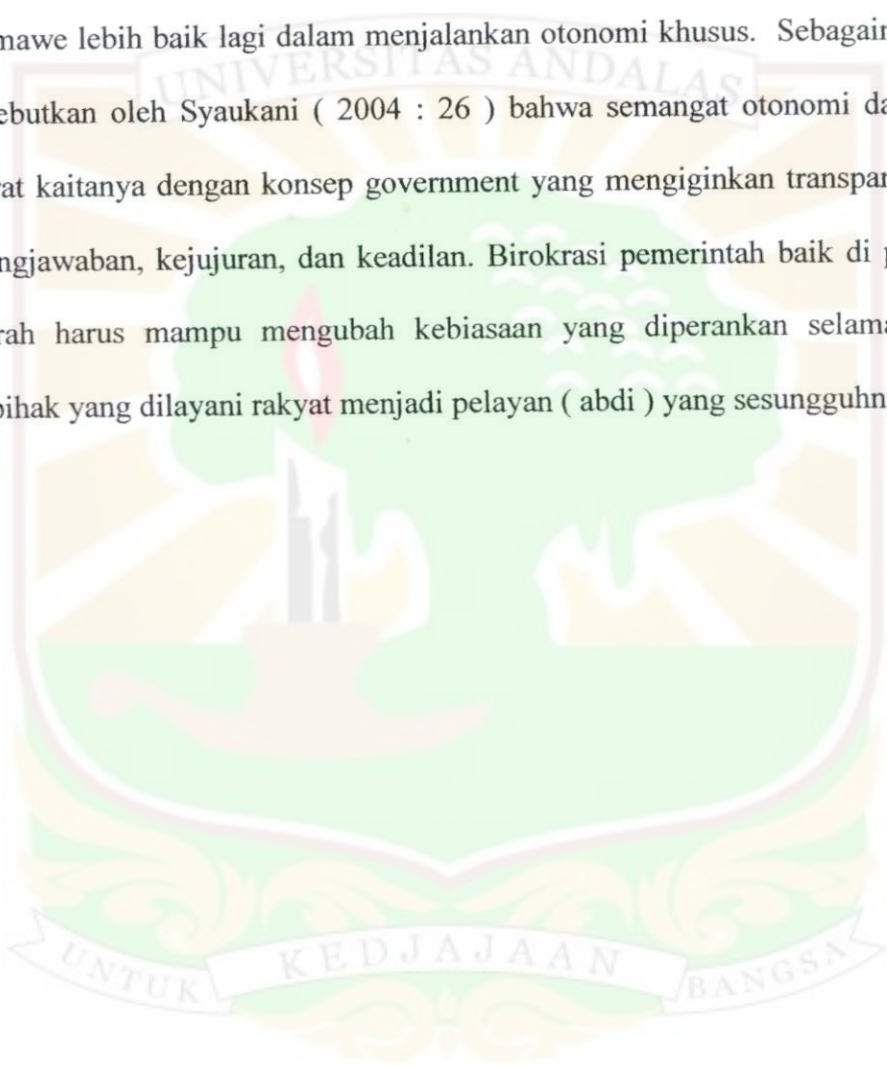 mawe lebih baik lagi dalam menjalankan otonomi khusus. Sebagain
ebutkan oleh Syaukani ( 2004 : 26 ) bahwa semangat otonomi da
UNIVERSITAS ANDALAS
rat kaitanya dengan konsep government yang mengiginkan transpar
ngjawaban, kejujuran, dan keadilan. Birokrasi pemerintah baik di p
rah harus mampu mengubah kebiasaan yang diperankan selama
pihak yang dilayani rakyat menjadi pelayan ( abdi ) yang sesungguhn
UNTUK KEDJAJAAN BANGSA